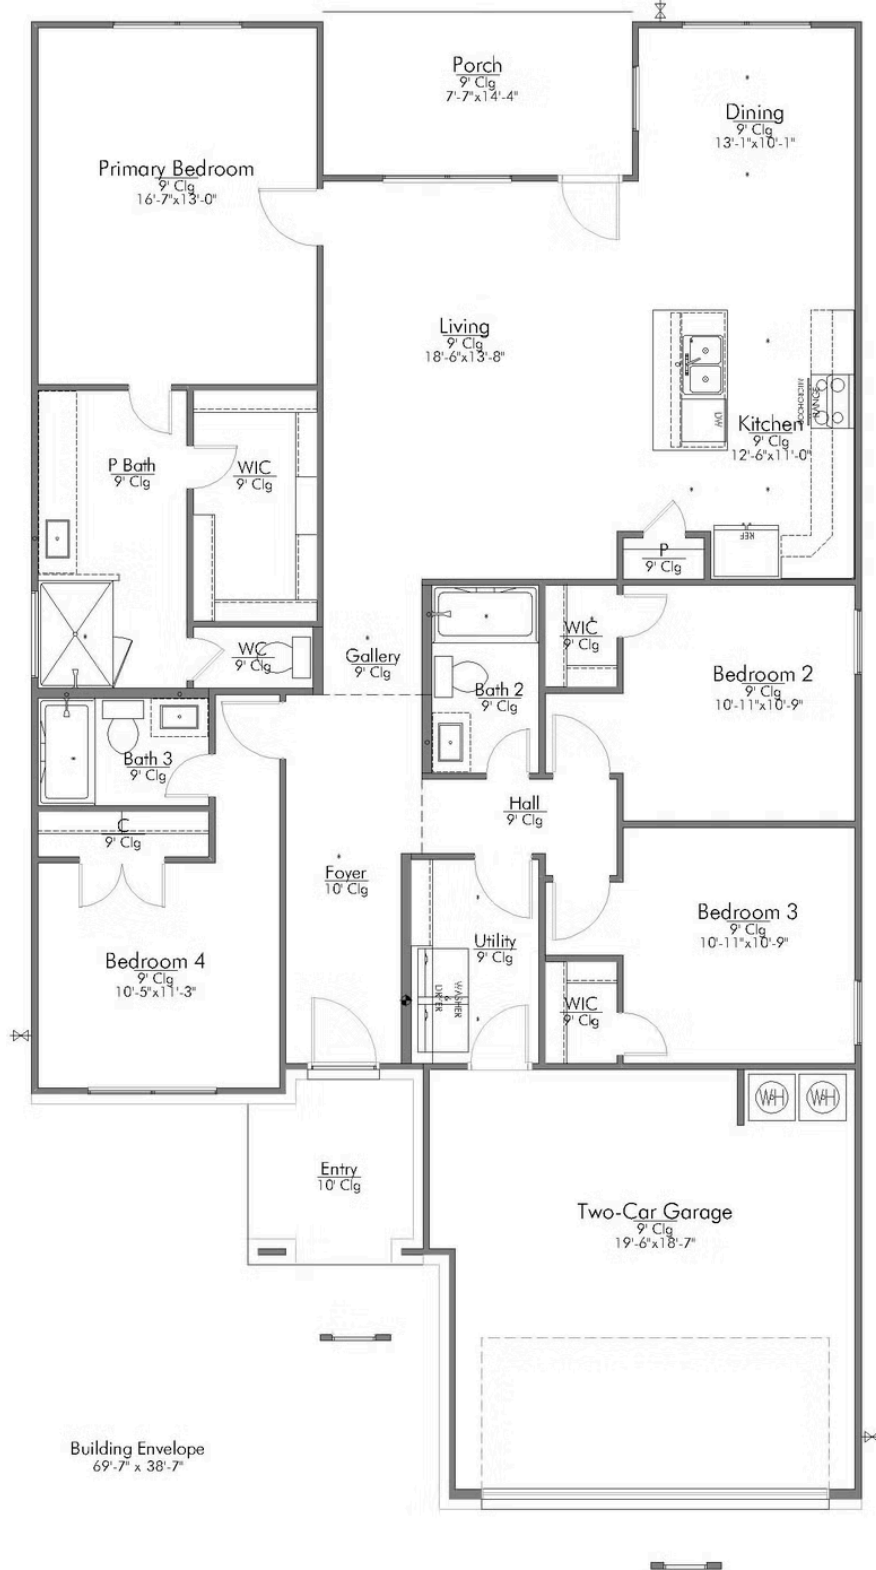 Porch
9' Clg
7'-7"x14'-4"
Dining
9' Clg
13'-1"x10'-1"
Primary Bedroom
9' Clg
16'-7"x13'-0"
Living
9' Clg
18'-6"x13'-8"
MICROHOOD
RANGE
DW
Kitchen
9' Clg
12'-6"x11'-0"
P Bath
9' Clg
WIC
9' Clg
REF
P
9' Clg
WC
9' Clg
Gallery
9' Clg
WIC
9' Clg
Bedroom 2
9' Clg
10'-11"x10'-9"
Bath 2
9' Clg
Bath 3
9' Clg
Hall
9' Clg
C
9' Clg
Foyer
10' Clg
Bedroom 3
9' Clg
10'-11"x10'-9"
Utility
9' Clg
Bedroom 4
9' Clg
10'-5"x11'-3"
WASHER
DRYER
WIC
9' Clg
WH
WH
Entry
10' Clg
Two-Car Garage
9' Clg
19'-6"x18'-7"
Building Envelope
69'-7" x 38'-7"